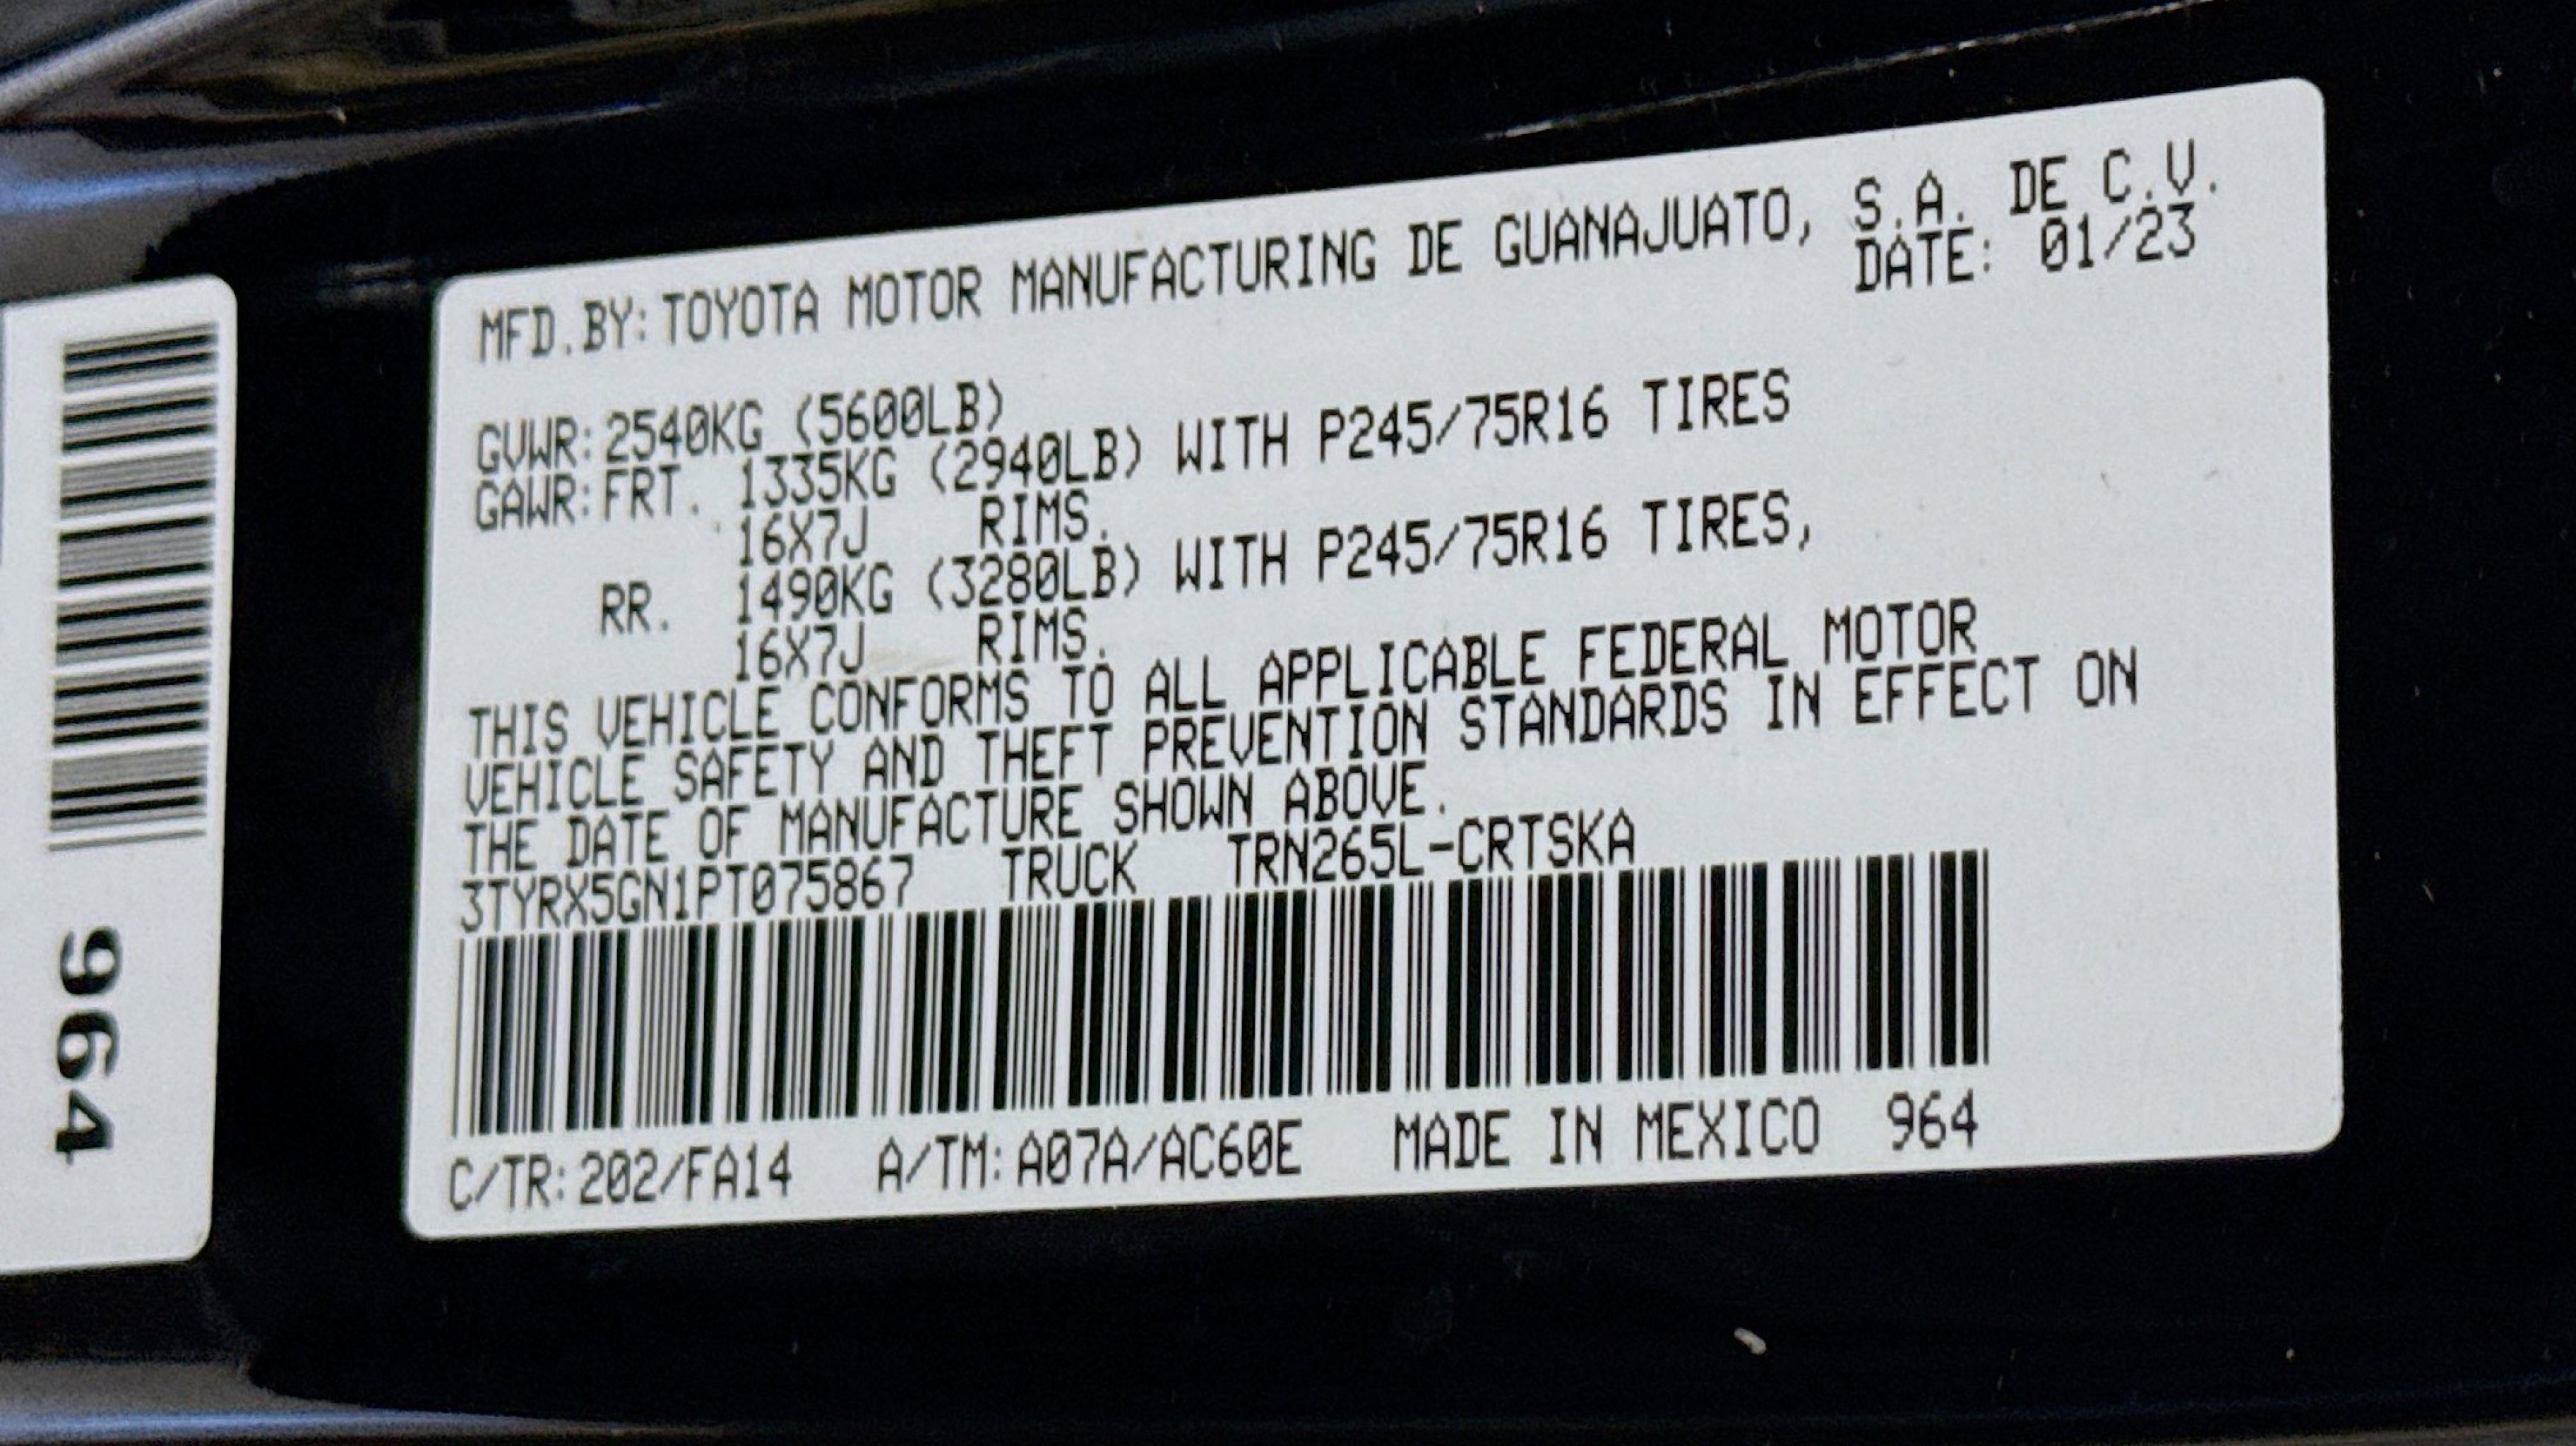 MFD.BY:TOYOTA MOTOR MANUFACTURING DE GUANAJUATO, S.A. DE C.V.
DATE: 01/23
GVWR:2540KG (5600LB)
GAWR:FRT. 1335KG (2940LB) WITH P245/75R16 TIRES
16X7J RIMS.
RR. 1490KG (3280LB) WITH P245/75R16 TIRES,
16X7J RIMS.
THIS VEHICLE CONFORMS TO ALL APPLICABLE FEDERAL MOTOR
VEHICLE SAFETY AND THEFT PREVENTION STANDARDS IN EFFECT ON
THE DATE OF MANUFACTURE SHOWN ABOVE.
3TYRX5GN1PT075867 TRUCK TRN265L-CRTSKA
C/TR:202/FA14 A/TM:A07A/AC60E MADE IN MEXICO 964
964